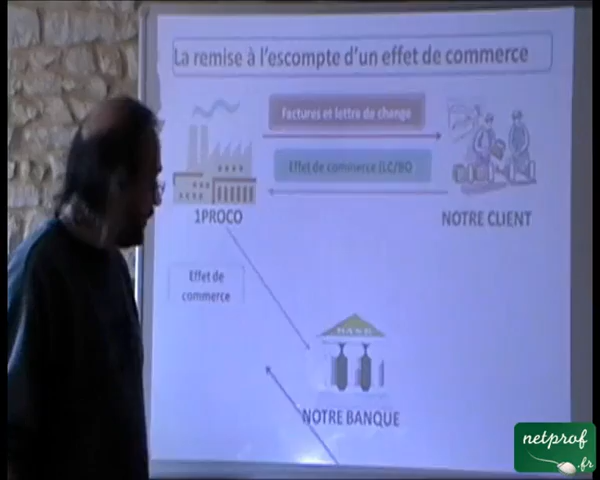 La remise à l'escompte d'un effet de commerce
Factures et lettre de change
Effet de commerce (LC/BO
1PROCO
NOTRE CLIENT
Effet de
commerce
BANK
NOTRE BANQUE
netprof
.fr